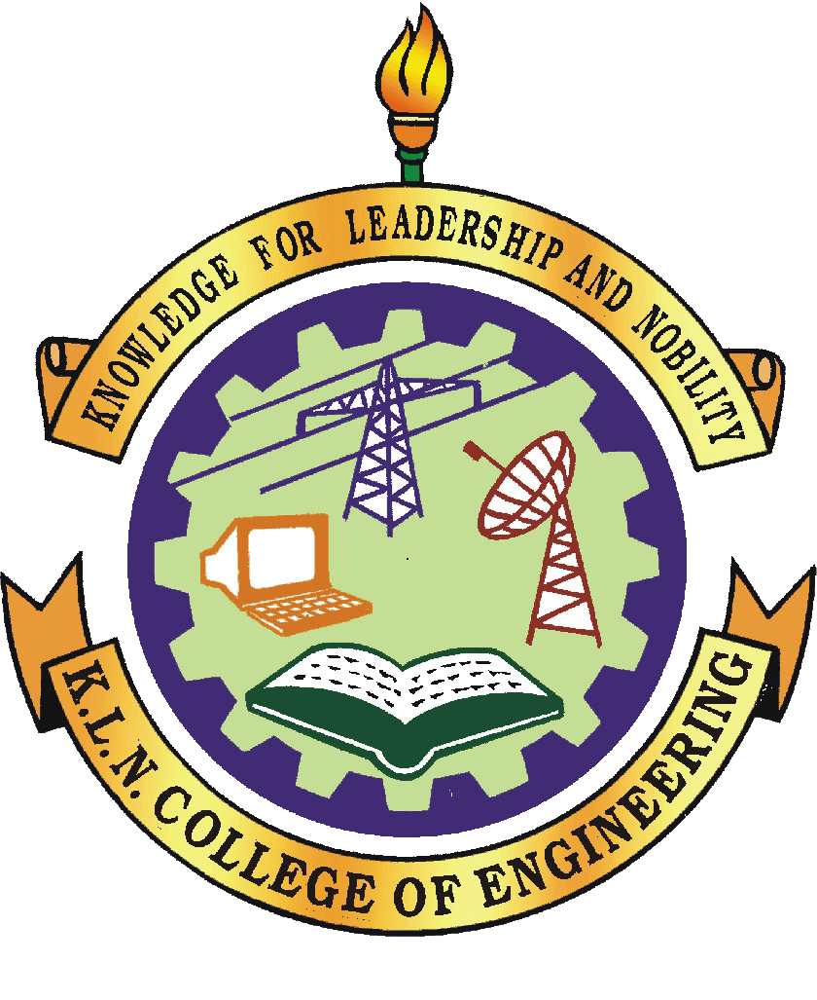 KNOWLEDGE FOR LEADERSHIP AND NOBILITY
K.L.N. COLLEGE OF ENGINEERING